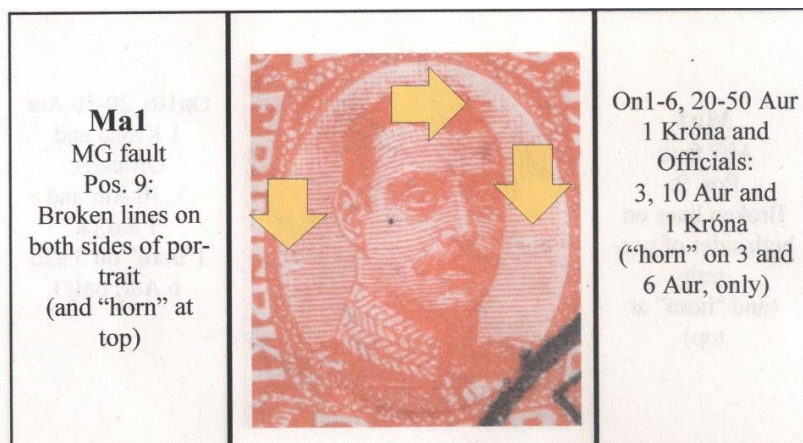 Ma1
MG fault
Pos. 9:
Broken lines on
both sides of por-
trait
(and “horn” at
top)
On1-6, 20-50 Aur
1 Króna and
Officials:
3, 10 Aur and
1 Króna
(“horn” on 3 and
6 Aur, only)